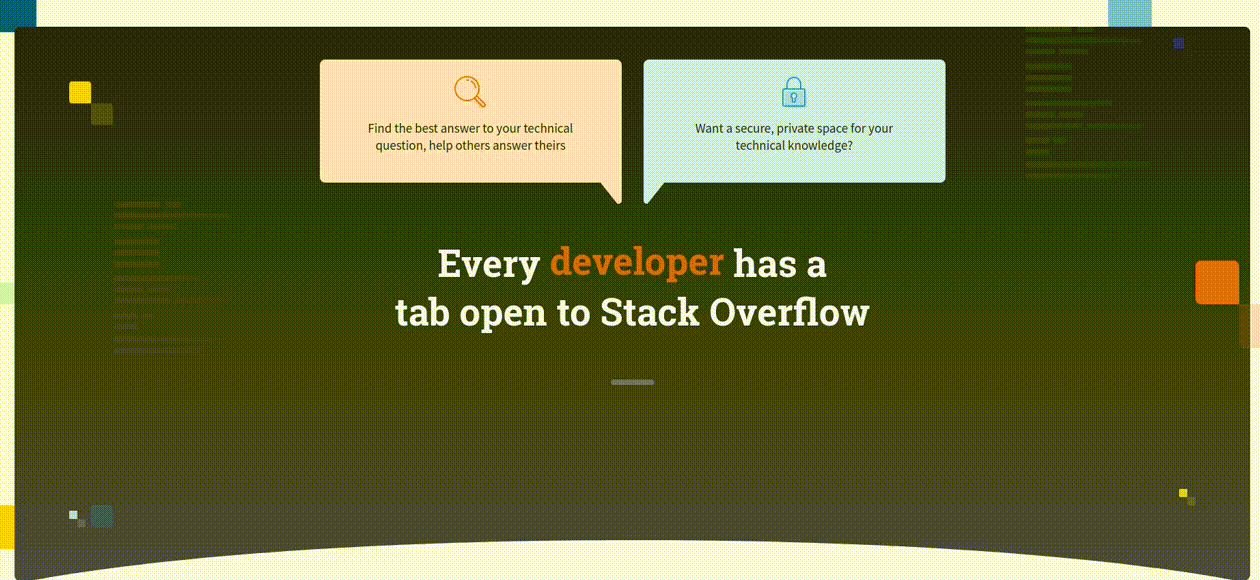 Find the best answer to your technical
question, help others answer theirs
Want a secure, private space for your
technical knowledge?
Every developer has a
tab open to Stack Overflow